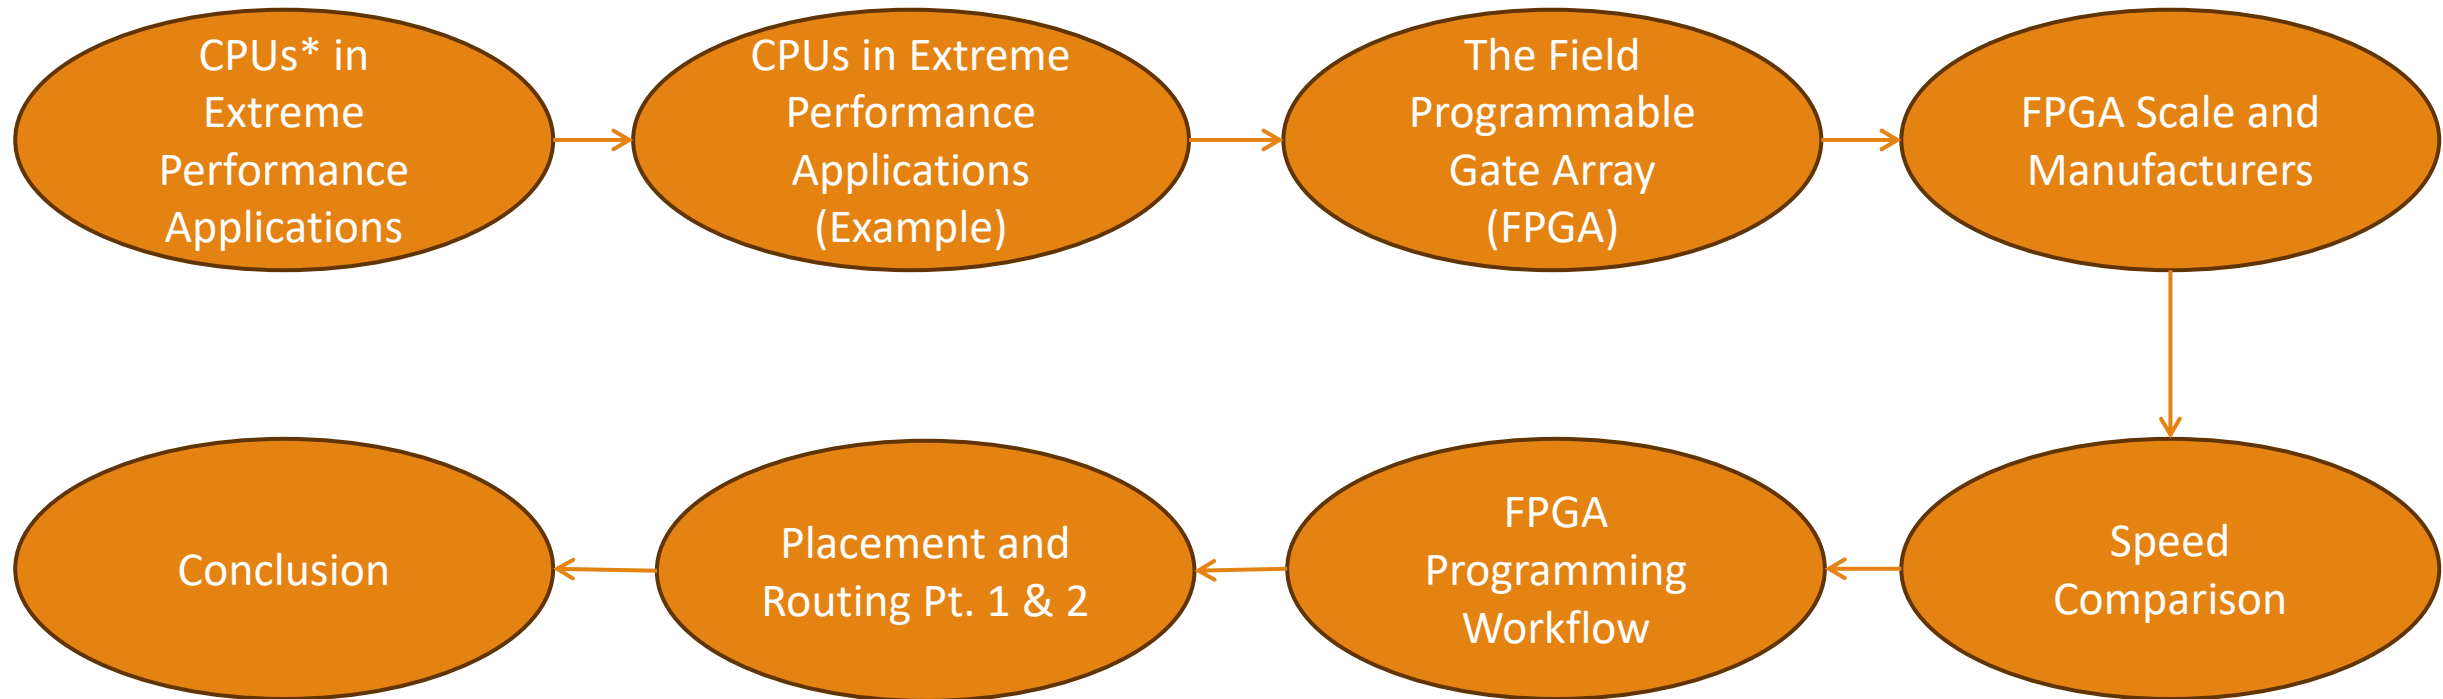 CPUs* in
Extreme
Performance
Applications
CPUs in Extreme
Performance
Applications
(Example)
The Field
Programmable
Gate Array
(FPGA)
FPGA Scale and
Manufacturers
Speed
Comparison
FPGA
Programming
Workflow
Placement and
Routing Pt. 1 & 2
Conclusion